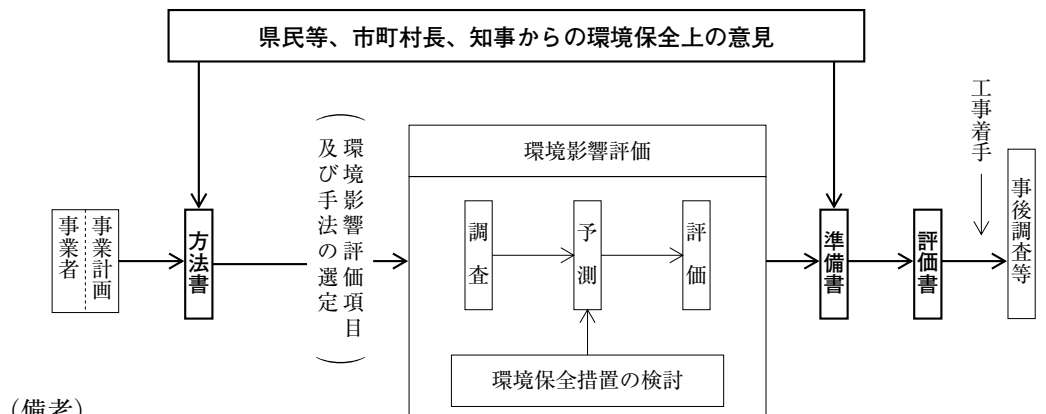 県民等、市町村長、知事からの環境保全上の意見
事業計画
事業者
方法書
環境影響評価項目
及び手法の選定
環境影響評価
調査
予測
評価
環境保全措置の検討
準備書
評価書
工事着手
事後調査等
（備考）